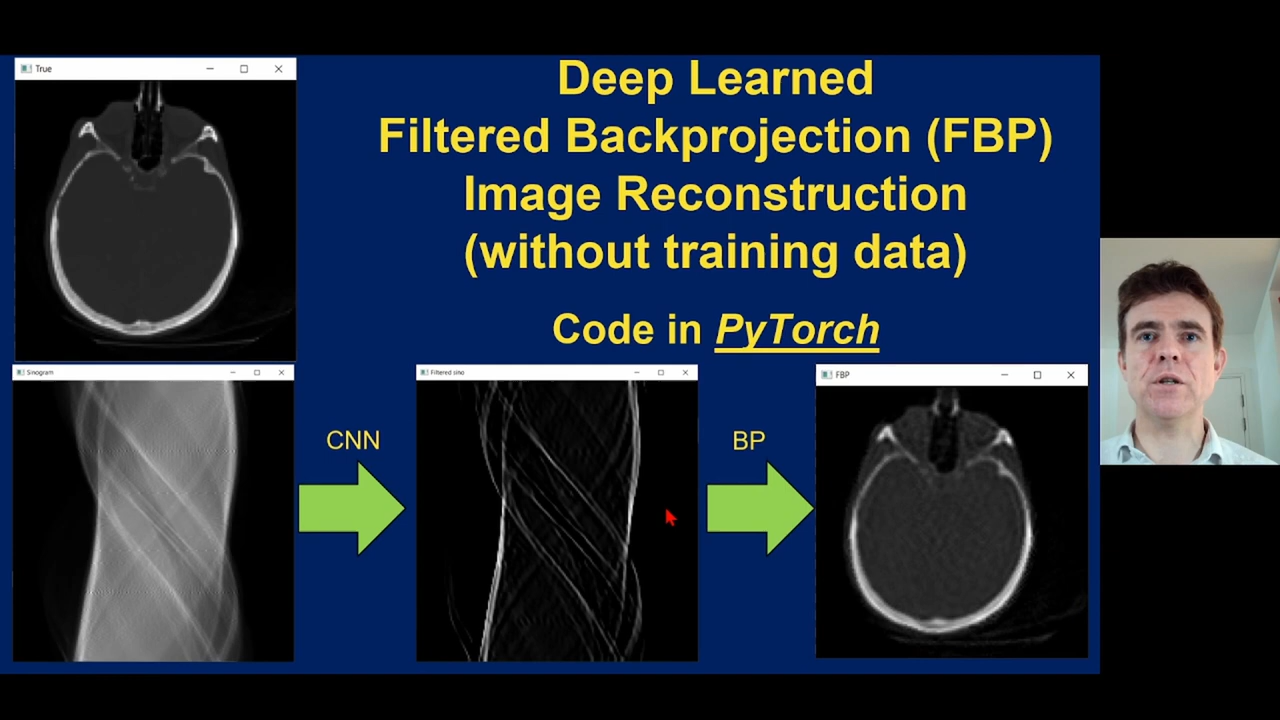 True
Deep Learned
Filtered Backprojection (FBP)
Image Reconstruction
(without training data)
Code in PyTorch
Sinogram
CNN
Filtered sino
BP
FBP